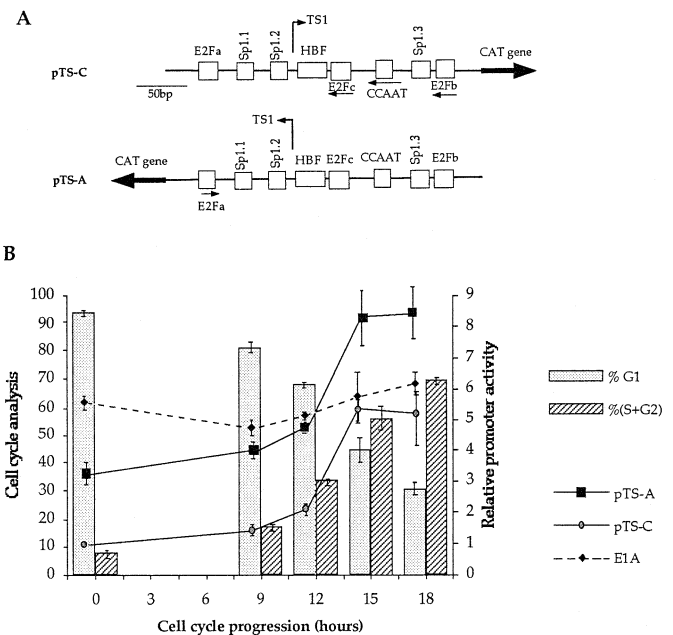 A
TS1
E2Fa
Sp1.1
Sp1.2
HBF
Sp1.3
CAT gene
pTS-C
E2Fc
CCAAT
E2Fb
50bp
TS1
CAT gene
Sp1.1
Sp1.2
HBF
E2Fc
CCAAT
Sp1.3
E2Fb
pTS-A
E2Fa
B
Cell cycle analysis
100
90
80
70
60
50
40
30
20
10
0
Relative promoter activity
9
8
7
6
5
4
3
2
1
0
0 3 6 9 12 15 18
Cell cycle progression (hours)
% G1
%(S+G2)
pTS-A
pTS-C
E1A